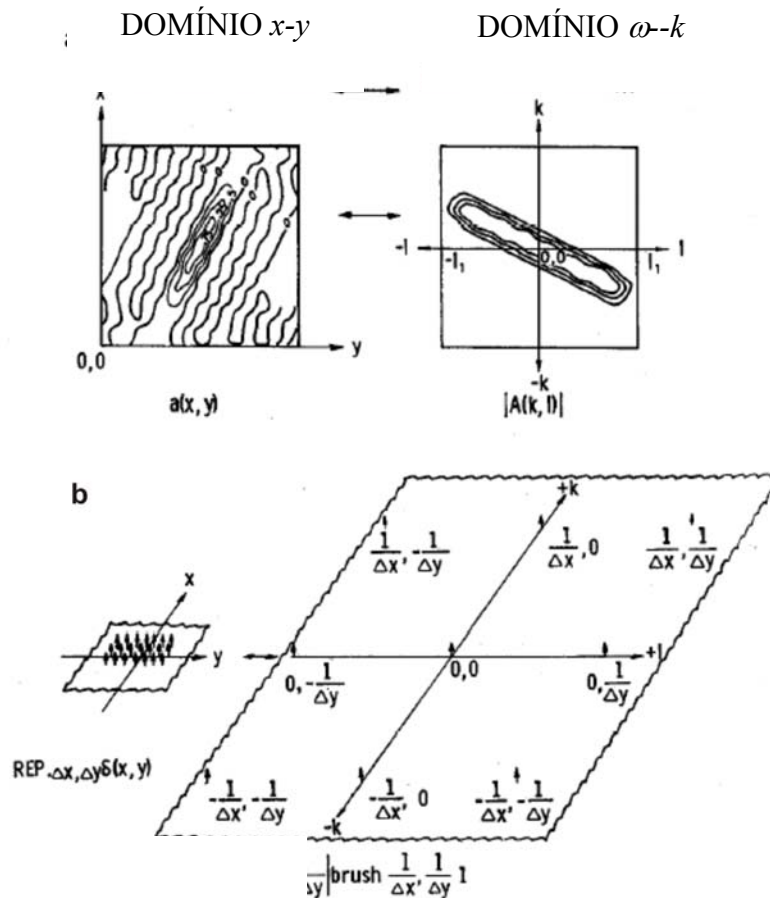 DOMÍNIO x-y DOMÍNIO ω--k
x k
-l -l₁ 0,0 l₁ l
0,0 y -k
a(x, y) |A(k, l)|
b
+k
1/Δx, -1/Δy 1/Δx, 0 1/Δx, 1/Δy
x
y 0, -1/Δy 0,0 0, 1/Δy +l
REP Δx, Δy δ(x, y)
-1/Δx, -1/Δy -1/Δx, 0 -1/Δx, -1/Δy
-k
Δy |brush 1/Δx, 1/Δy 1